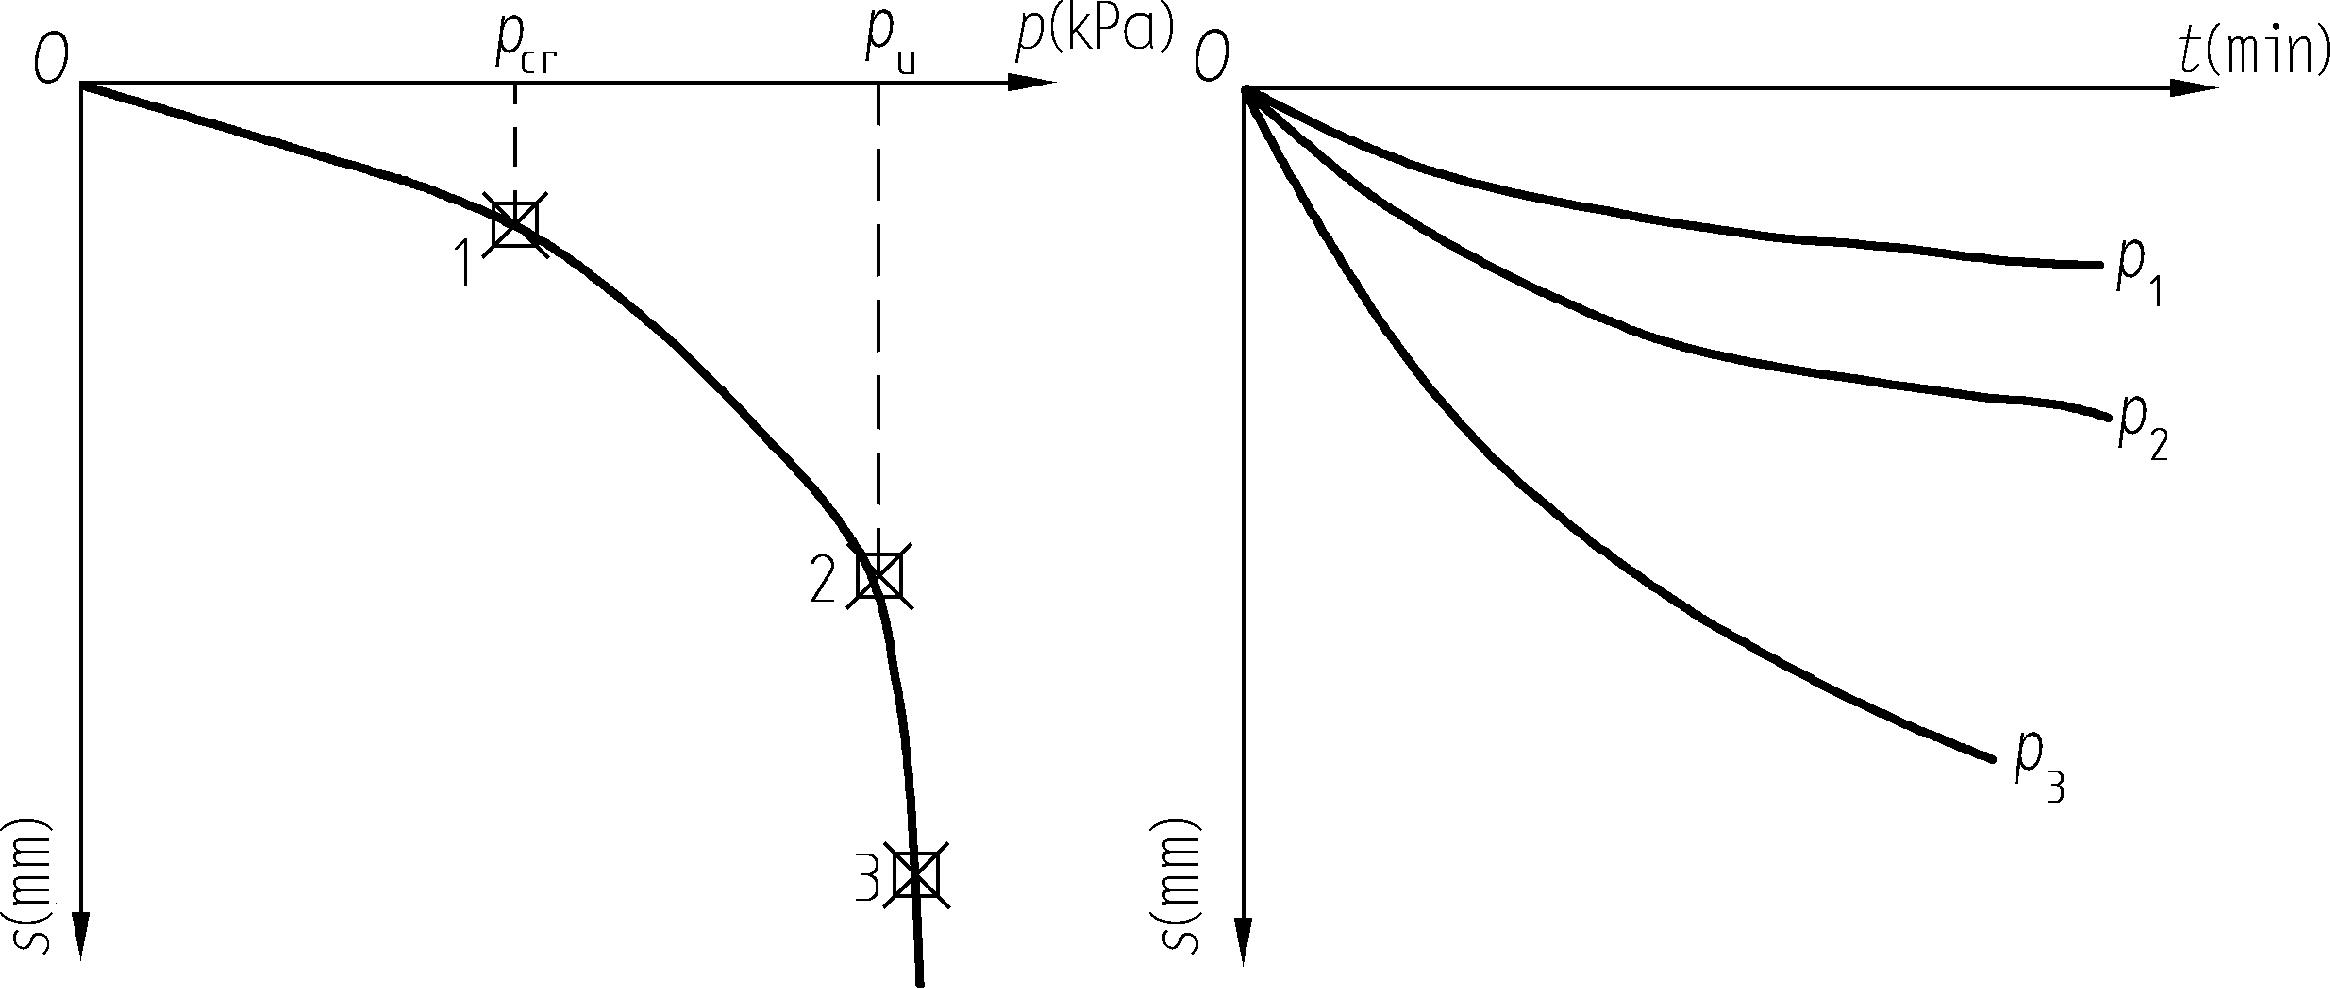 O p_cr p_u p(kPa)
1
2
3
s(mm)
O t(min)
p_1
p_2
p_3
s(mm)